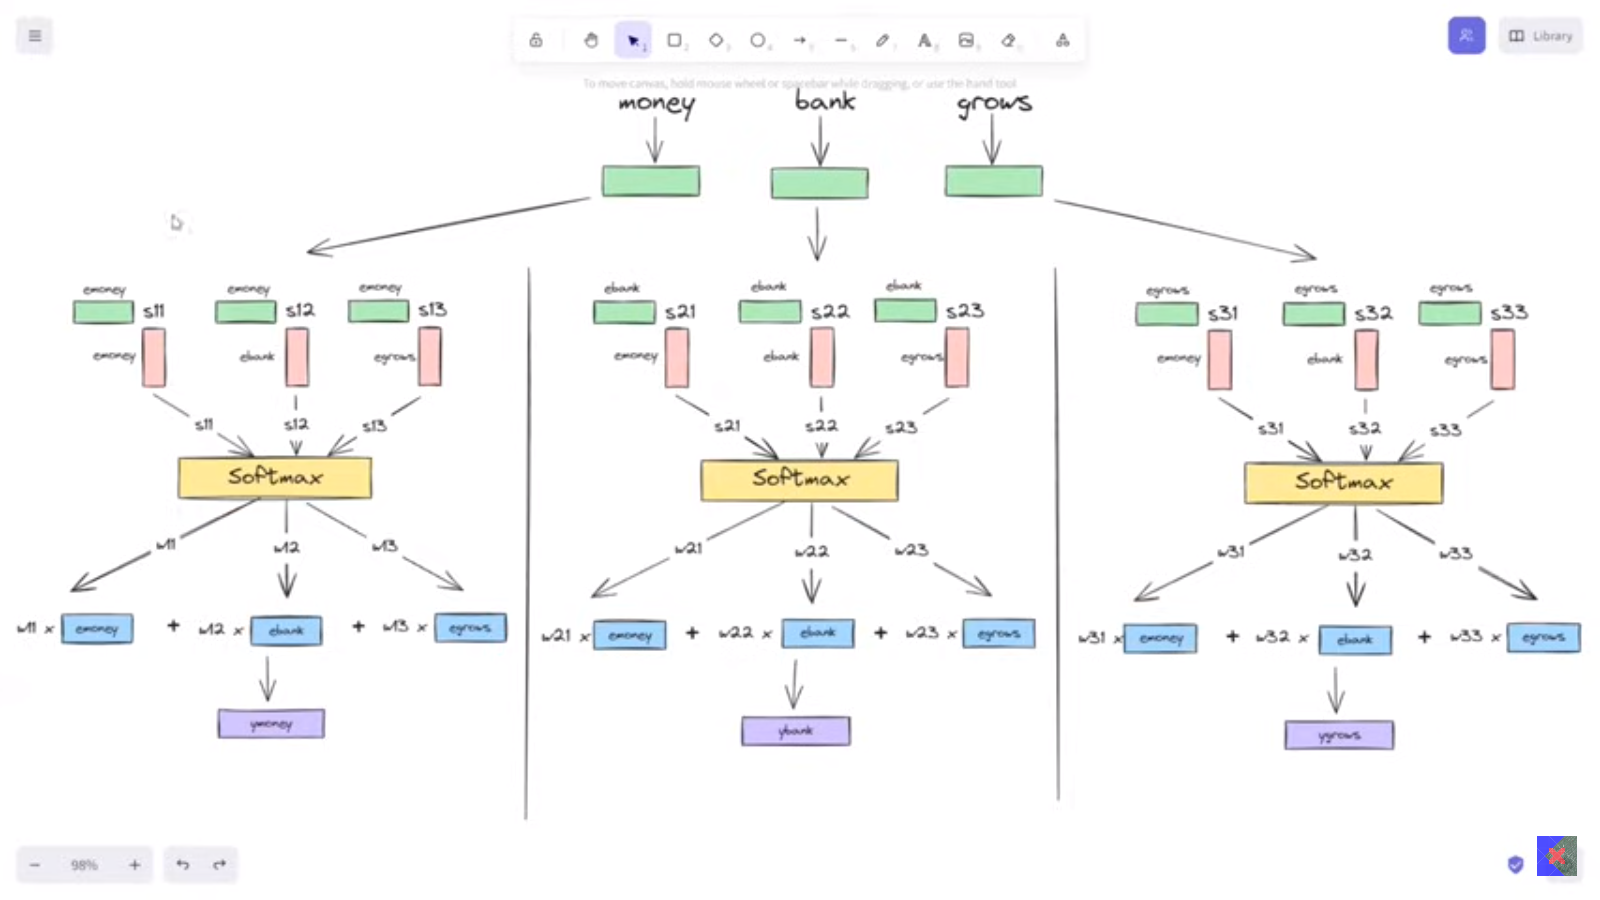 Library
To move canvas, hold mouse wheel or spacebar while dragging, or use the hand tool
money bank grows
emoney emoney emoney
s11 s12 s13
emoney ebank egrows
s11 s12 s13
Softmax
w11 w12 w13
w11 x emoney + w12 x ebank + w13 x egrows
ymoney
ebank ebank ebank
s21 s22 s23
emoney ebank egrows
s21 s22 s23
Softmax
w21 w22 w23
w21 x emoney + w22 x ebank + w23 x egrows
ybank
egrows egrows egrows
s31 s32 s33
emoney ebank egrows
s31 s32 s33
Softmax
w31 w32 w33
w31 x emoney + w32 x ebank + w33 x egrows
ygrows
98%